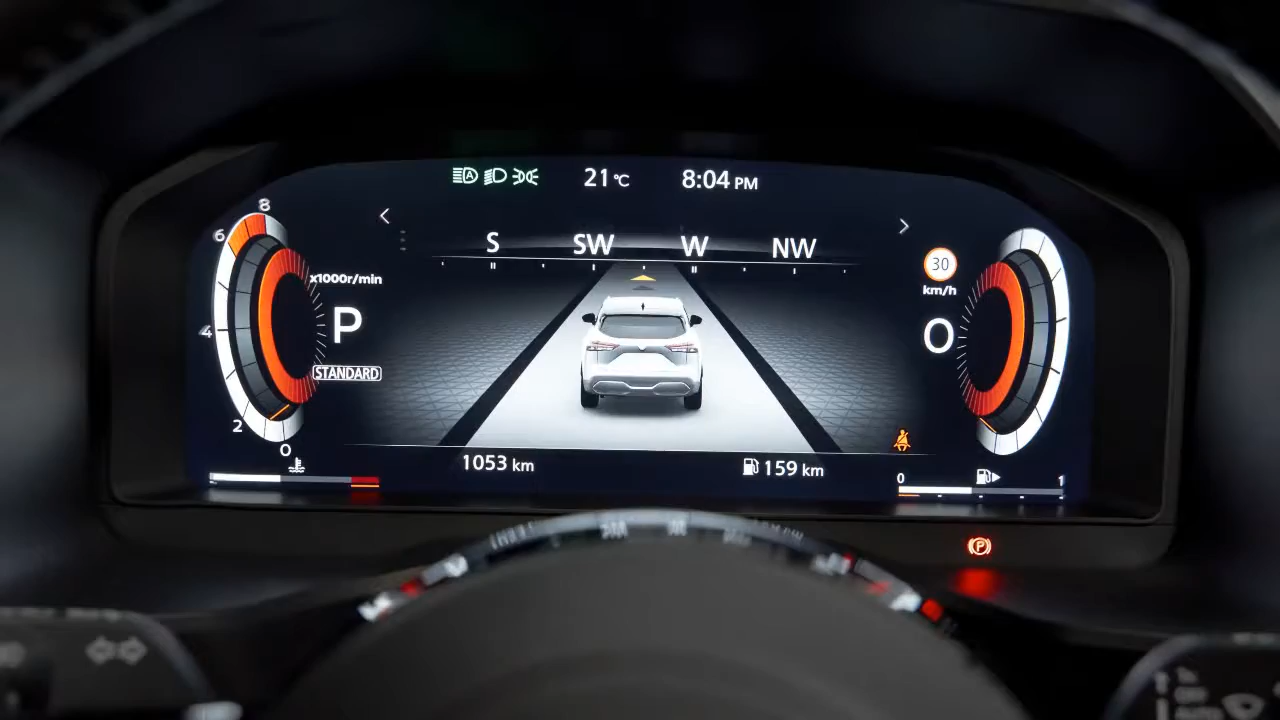 A
21 °C
8:04 PM
8
6
4
2
0
x1000r/min
P
STANDARD
S SW W NW
30
km/h
0
1053 km
159 km
0
1
P